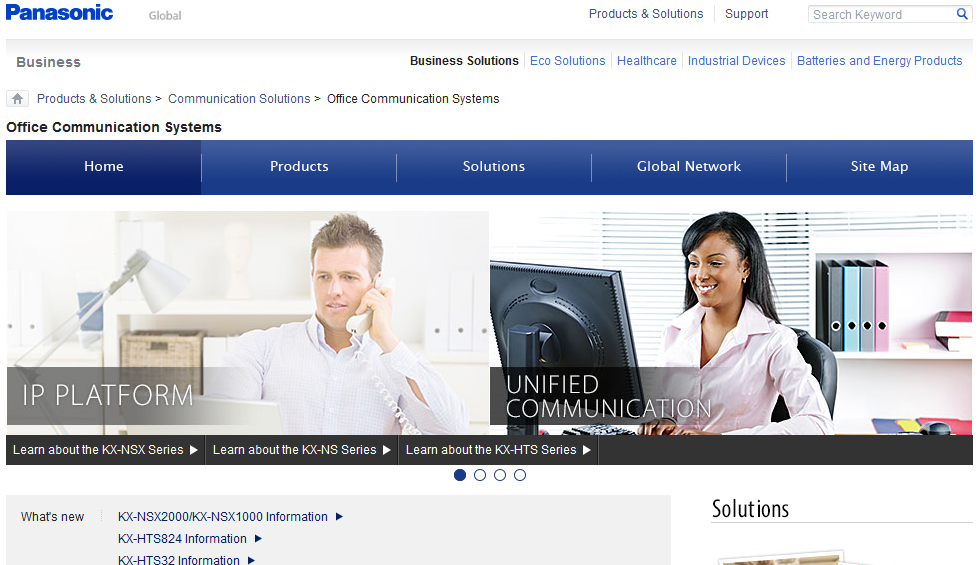 Panasonic
Global
Products & Solutions
Support
Search Keyword
Business
Business Solutions
Eco Solutions
Healthcare
Industrial Devices
Batteries and Energy Products
Products & Solutions > Communication Solutions > Office Communication Systems
Office Communication Systems
Home
Products
Solutions
Global Network
Site Map
IP PLATFORM
UNIFIED
COMMUNICATION
Learn about the KX-NSX Series
Learn about the KX-NS Series
Learn about the KX-HTS Series
What's new
KX-NSX2000/KX-NSX1000 Information
KX-HTS824 Information
KX-HTS32 Information
Solutions